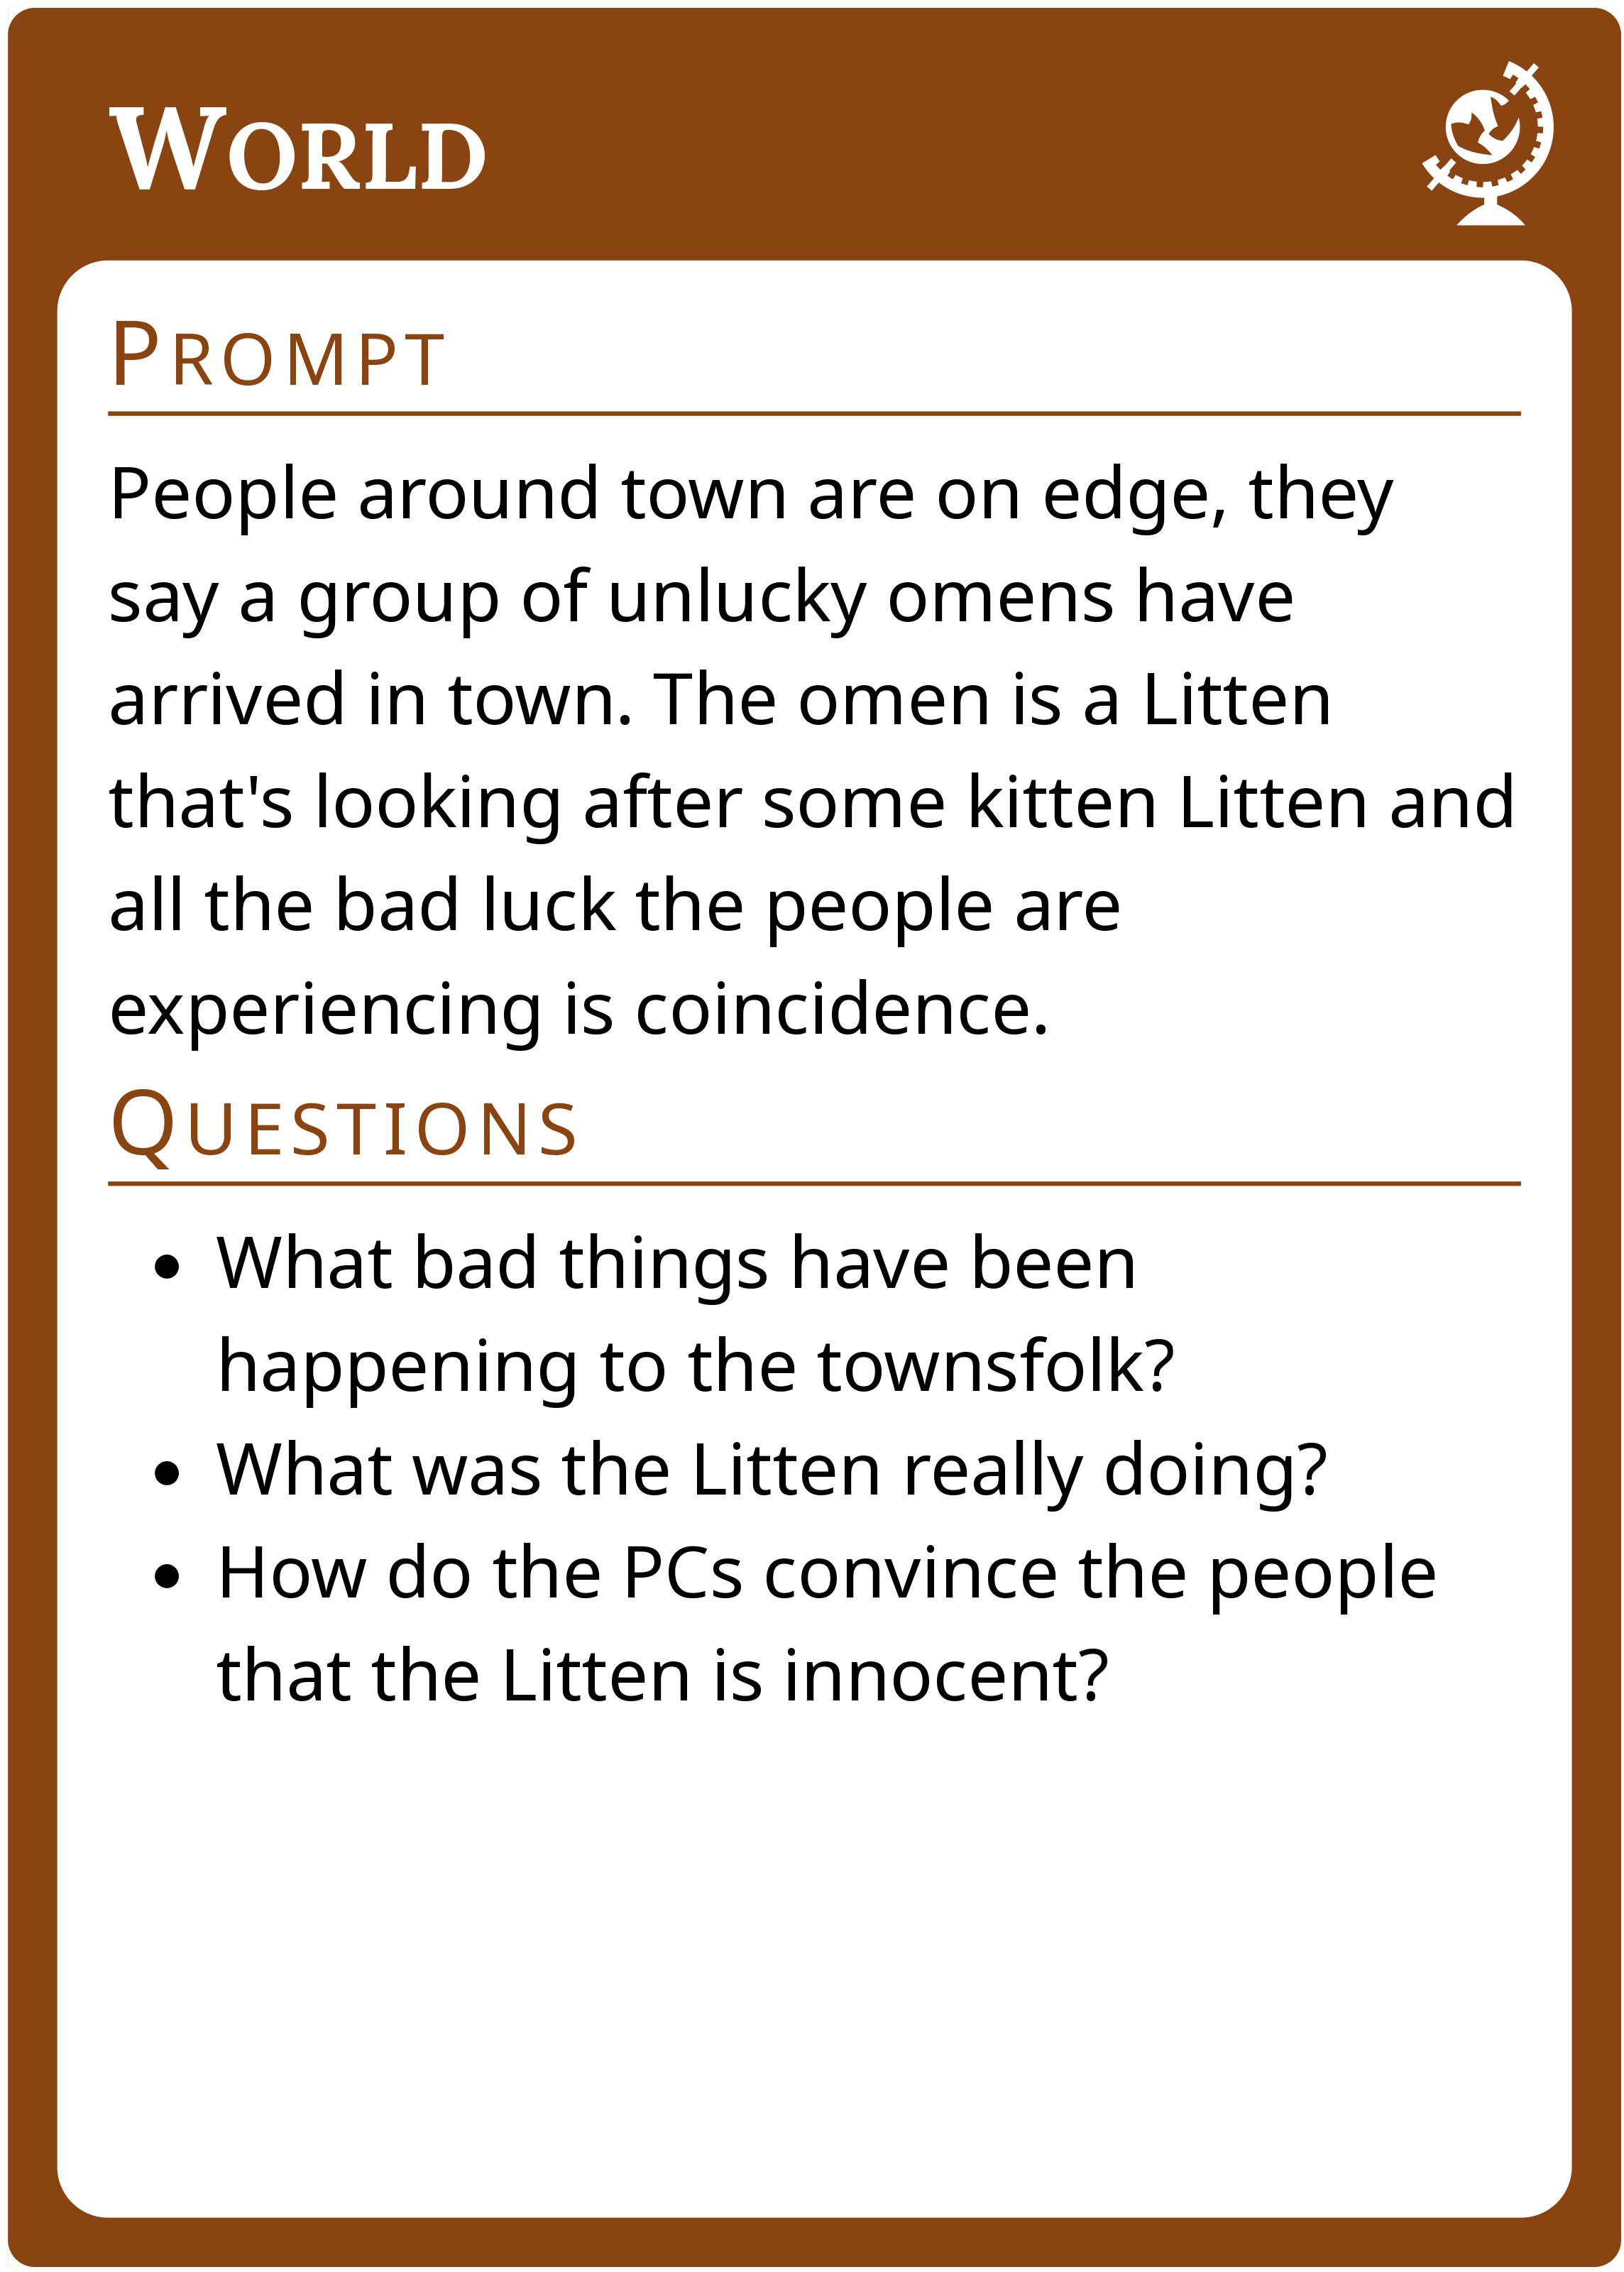 World
Prompt
People around town are on edge, they
say a group of unlucky omens have
arrived in town. The omen is a Litten
that's looking after some kitten Litten and
all the bad luck the people are
experiencing is coincidence.
Questions
• What bad things have been
happening to the townsfolk?
• What was the Litten really doing?
• How do the PCs convince the people
that the Litten is innocent?